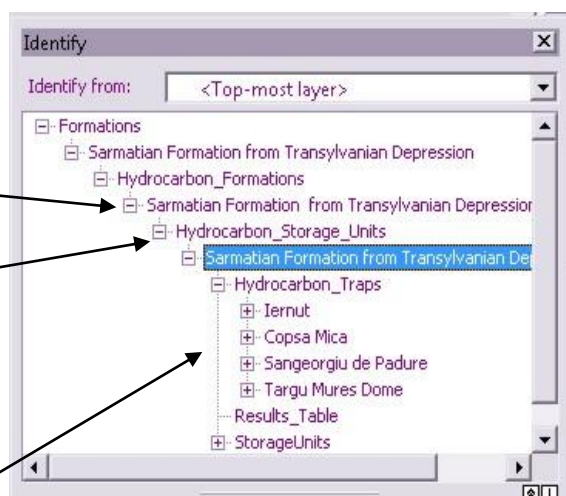 Identify
Identify from: <Top-most layer>
Formations
Sarmatian Formation from Transylvanian Depression
Hydrocarbon_Formations
Sarmatian Formation from Transylvanian Depression
Hydrocarbon_Storage_Units
Sarmatian Formation from Transylvanian De
Hydrocarbon_Traps
Iernut
Copsa Mica
Sangeorgiu de Padure
Targu Mures Dome
Results_Table
StorageUnits